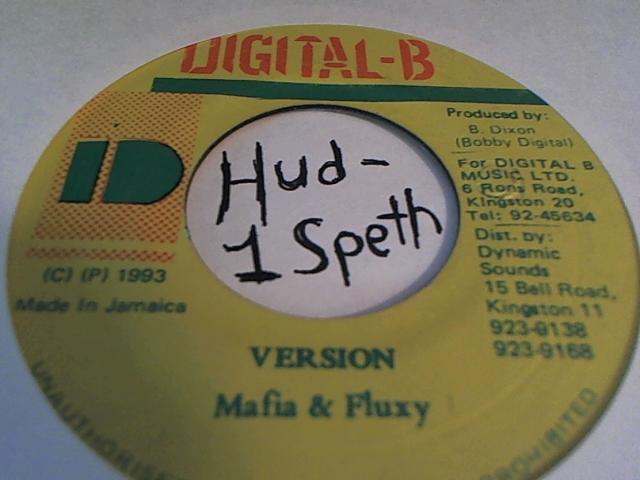 DIGITAL-B
D
(C) (P) 1993
Made In Jamaica
Hud-
1 Speth
Produced by:
B. Dixon
(Bobby Digital)
For DIGITAL B
MUSIC LTD.
6 Rons Road,
Kingston 20
Tel: 92-45634
Dist. by:
Dynamic
Sounds
15 Bell Road,
Kingston 11
923-9138
923-9168
VERSION
Mafia & Fluxy
UNAUTHORISE
PROHIBITED